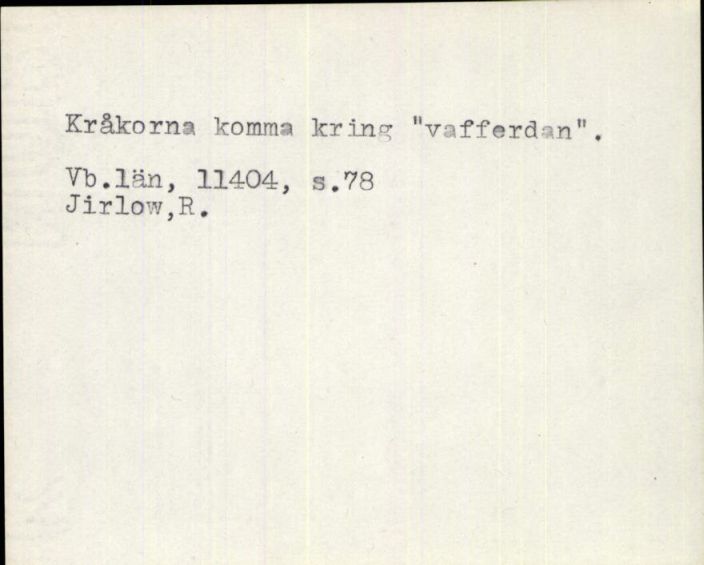 Kråkorna komma kring "vafferdan".
Vb.län, 11404, s.78
Jirlow,R.